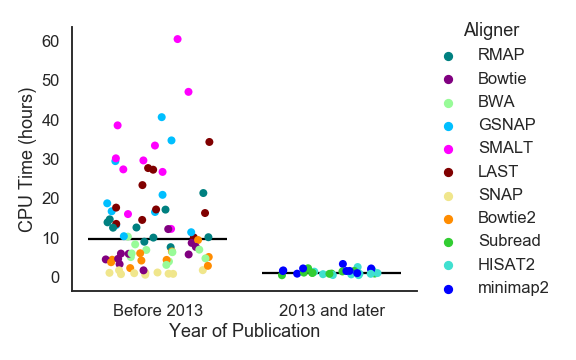 Aligner
RMAP
Bowtie
BWA
GSNAP
SMALT
LAST
SNAP
Bowtie2
Subread
HISAT2
minimap2
CPU Time (hours)
60
50
40
30
20
10
0
Before 2013
2013 and later
Year of Publication